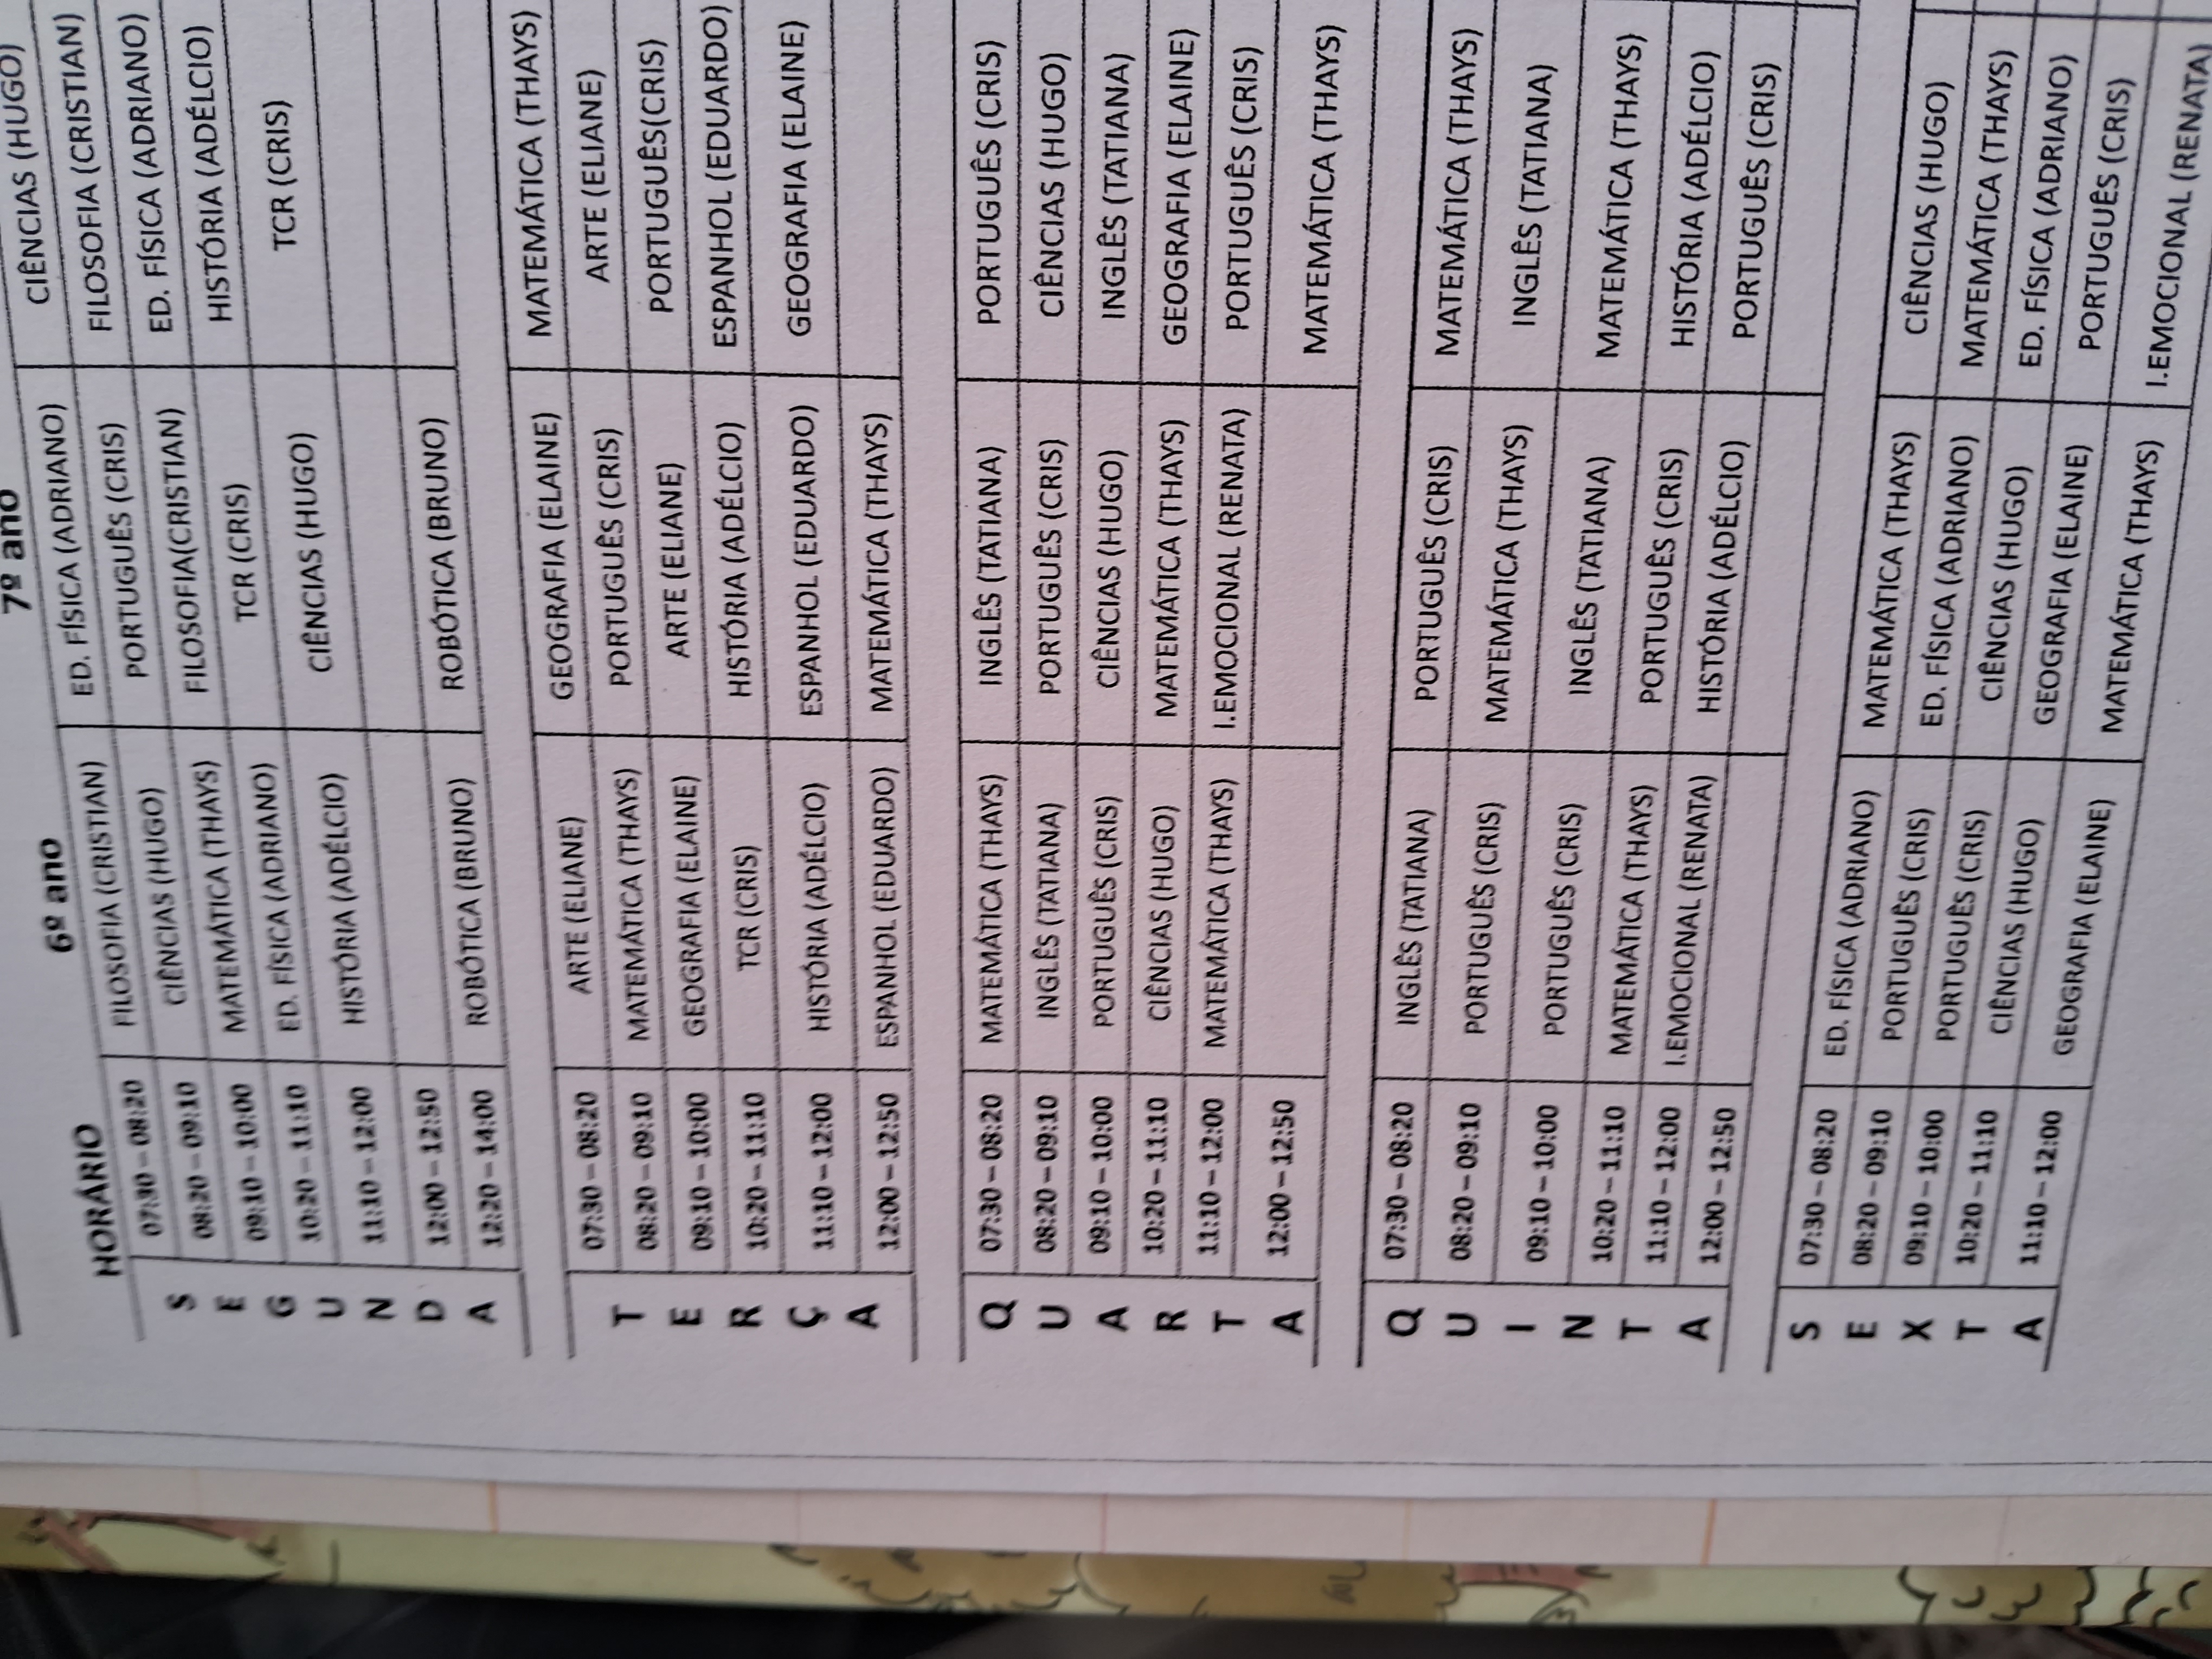 HORÁRIO 6º ano 7º ano
SEGUNDA
07:30 – 08:20 FILOSOFIA (CRISTIAN) ED. FÍSICA (ADRIANO) CIÊNCIAS (HUGO)
08:20 – 09:10 CIÊNCIAS (HUGO) PORTUGUÊS (CRIS) FILOSOFIA (CRISTIAN)
09:10 – 10:00 MATEMÁTICA (THAYS) FILOSOFIA(CRISTIAN) ED. FÍSICA (ADRIANO)
10:20 – 11:10 ED. FÍSICA (ADRIANO) TCR (CRIS) HISTÓRIA (ADÉLCIO)
11:10 – 12:00 HISTÓRIA (ADÉLCIO) CIÊNCIAS (HUGO) TCR (CRIS)
12:00 – 12:50
12:20 – 14:00 ROBÓTICA (BRUNO) ROBÓTICA (BRUNO)
TERÇA
07:30 – 08:20 ARTE (ELIANE) GEOGRAFIA (ELAINE) MATEMÁTICA (THAYS)
08:20 – 09:10 MATEMÁTICA (THAYS) PORTUGUÊS (CRIS) ARTE (ELIANE)
09:10 – 10:00 GEOGRAFIA (ELAINE) ARTE (ELIANE) PORTUGUÊS(CRIS)
10:20 – 11:10 TCR (CRIS) HISTÓRIA (ADÉLCIO) ESPANHOL (EDUARDO)
11:10 – 12:00 HISTÓRIA (ADÉLCIO) ESPANHOL (EDUARDO) GEOGRAFIA (ELAINE)
12:00 – 12:50 ESPANHOL (EDUARDO) MATEMÁTICA (THAYS)
QUARTA
07:30 – 08:20 MATEMÁTICA (THAYS) INGLÊS (TATIANA) PORTUGUÊS (CRIS)
08:20 – 09:10 INGLÊS (TATIANA) PORTUGUÊS (CRIS) CIÊNCIAS (HUGO)
09:10 – 10:00 PORTUGUÊS (CRIS) CIÊNCIAS (HUGO) INGLÊS (TATIANA)
10:20 – 11:10 CIÊNCIAS (HUGO) MATEMÁTICA (THAYS) GEOGRAFIA (ELAINE)
11:10 – 12:00 MATEMÁTICA (THAYS) I.EMOCIONAL (RENATA) PORTUGUÊS (CRIS)
12:00 – 12:50 MATEMÁTICA (THAYS)
QUINTA
07:30 – 08:20 INGLÊS (TATIANA) PORTUGUÊS (CRIS) MATEMÁTICA (THAYS)
08:20 – 09:10 PORTUGUÊS (CRIS) MATEMÁTICA (THAYS) INGLÊS (TATIANA)
09:10 – 10:00 PORTUGUÊS (CRIS) INGLÊS (TATIANA) MATEMÁTICA (THAYS)
10:20 – 11:10 MATEMÁTICA (THAYS) PORTUGUÊS (CRIS) HISTÓRIA (ADÉLCIO)
11:10 – 12:00 I.EMOCIONAL (RENATA) HISTÓRIA (ADÉLCIO) PORTUGUÊS (CRIS)
12:00 – 12:50
SEXTA
07:30 – 08:20 ED. FÍSICA (ADRIANO) MATEMÁTICA (THAYS) CIÊNCIAS (HUGO)
08:20 – 09:10 PORTUGUÊS (CRIS) ED. FÍSICA (ADRIANO) MATEMÁTICA (THAYS)
09:10 – 10:00 PORTUGUÊS (CRIS) CIÊNCIAS (HUGO) ED. FÍSICA (ADRIANO)
10:20 – 11:10 CIÊNCIAS (HUGO) GEOGRAFIA (ELAINE) PORTUGUÊS (CRIS)
11:10 – 12:00 GEOGRAFIA (ELAINE) MATEMÁTICA (THAYS) I.EMOCIONAL (RENATA)